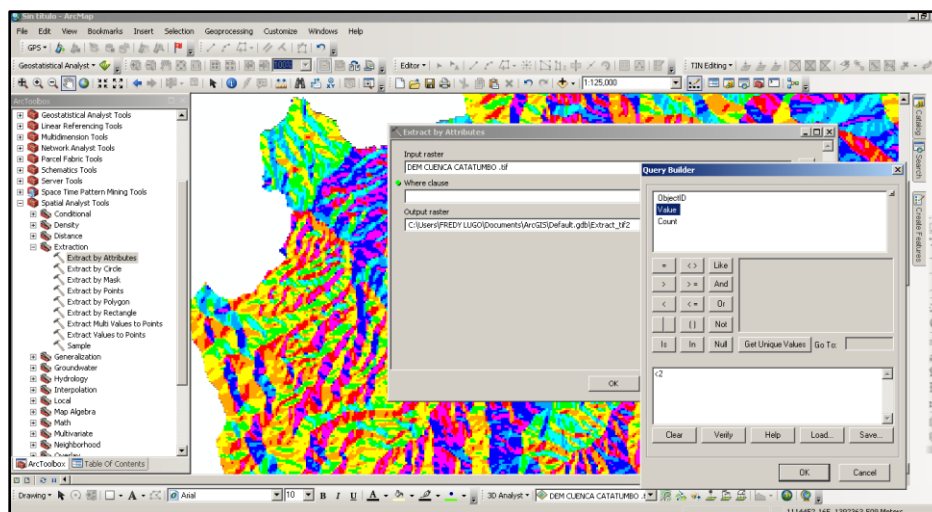 Sin título - ArcMap
File Edit View Bookmarks Insert Selection Geoprocessing Customize Windows Help
GPS
Geostatistical Analyst
100%
Editor
TIN Editing
1:125,000
ArcToolbox
Geostatistical Analyst Tools
Linear Referencing Tools
Multidimension Tools
Network Analyst Tools
Parcel Fabric Tools
Schematics Tools
Server Tools
Space Time Pattern Mining Tools
Spatial Analyst Tools
Conditional
Density
Distance
Extraction
Extract by Attributes
Extract by Circle
Extract by Mask
Extract by Points
Extract by Polygon
Extract by Rectangle
Extract Multi Values to Points
Extract Values to Points
Sample
Generalization
Groundwater
Hydrology
Interpolation
Local
Map Algebra
Math
Multivariate
Neighborhood
Overlay
ArcToolbox Table Of Contents
Extract by Attributes
Input raster
DEM CUENCA CATATUMBO .tif
Where clause
Output raster
C:\Users\FREDY LUGO\Documents\ArcGIS\Default.gdb\Extract_tif2
OK
Query Builder
ObjectID
Value
Count
= < > Like
> > = And
< < = Or
( ) Not
Is In Null Get Unique Values Go To:
<2
Clear Verify Help Load... Save...
OK Cancel
Catalog
Search
Create Features
Drawing Arial 10 B I U A 3D Analyst DEM CUENCA CATATUMBO